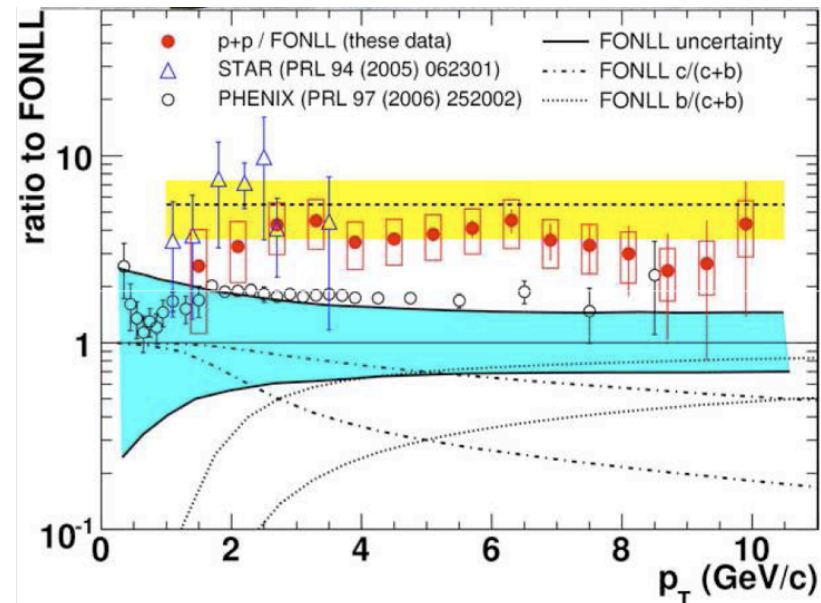 p+p / FONLL (these data)
STAR (PRL 94 (2005) 062301)
PHENIX (PRL 97 (2006) 252002)
FONLL uncertainty
FONLL c/(c+b)
FONLL b/(c+b)
ratio to FONLL
10
1
10-1
0 2 4 6 8 10
pT (GeV/c)